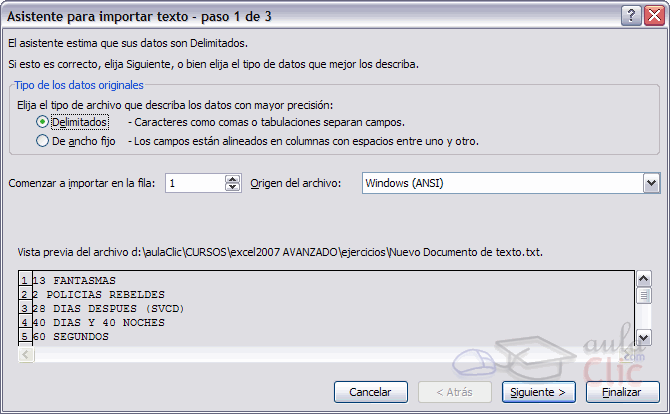 Asistente para importar texto - paso 1 de 3
El asistente estima que sus datos son Delimitados.
Si esto es correcto, elija Siguiente, o bien elija el tipo de datos que mejor los describa.
Tipo de los datos originales
Elija el tipo de archivo que describa los datos con mayor precisión:
Delimitados - Caracteres como comas o tabulaciones separan campos.
De ancho fijo - Los campos están alineados en columnas con espacios entre uno y otro.
Comenzar a importar en la fila: 1 Origen del archivo: Windows (ANSI)
Vista previa del archivo d:\aulaClic\CURSOS\excel2007 AVANZADO\ejercicios\Nuevo Documento de texto.txt.
1 13 FANTASMAS
2 2 POLICIAS REBELDES
3 28 DIAS DESPUES (SVCD)
4 40 DIAS Y 40 NOCHES
5 60 SEGUNDOS
aula
.com
Clic
Cancelar < Atrás Siguiente > Finalizar